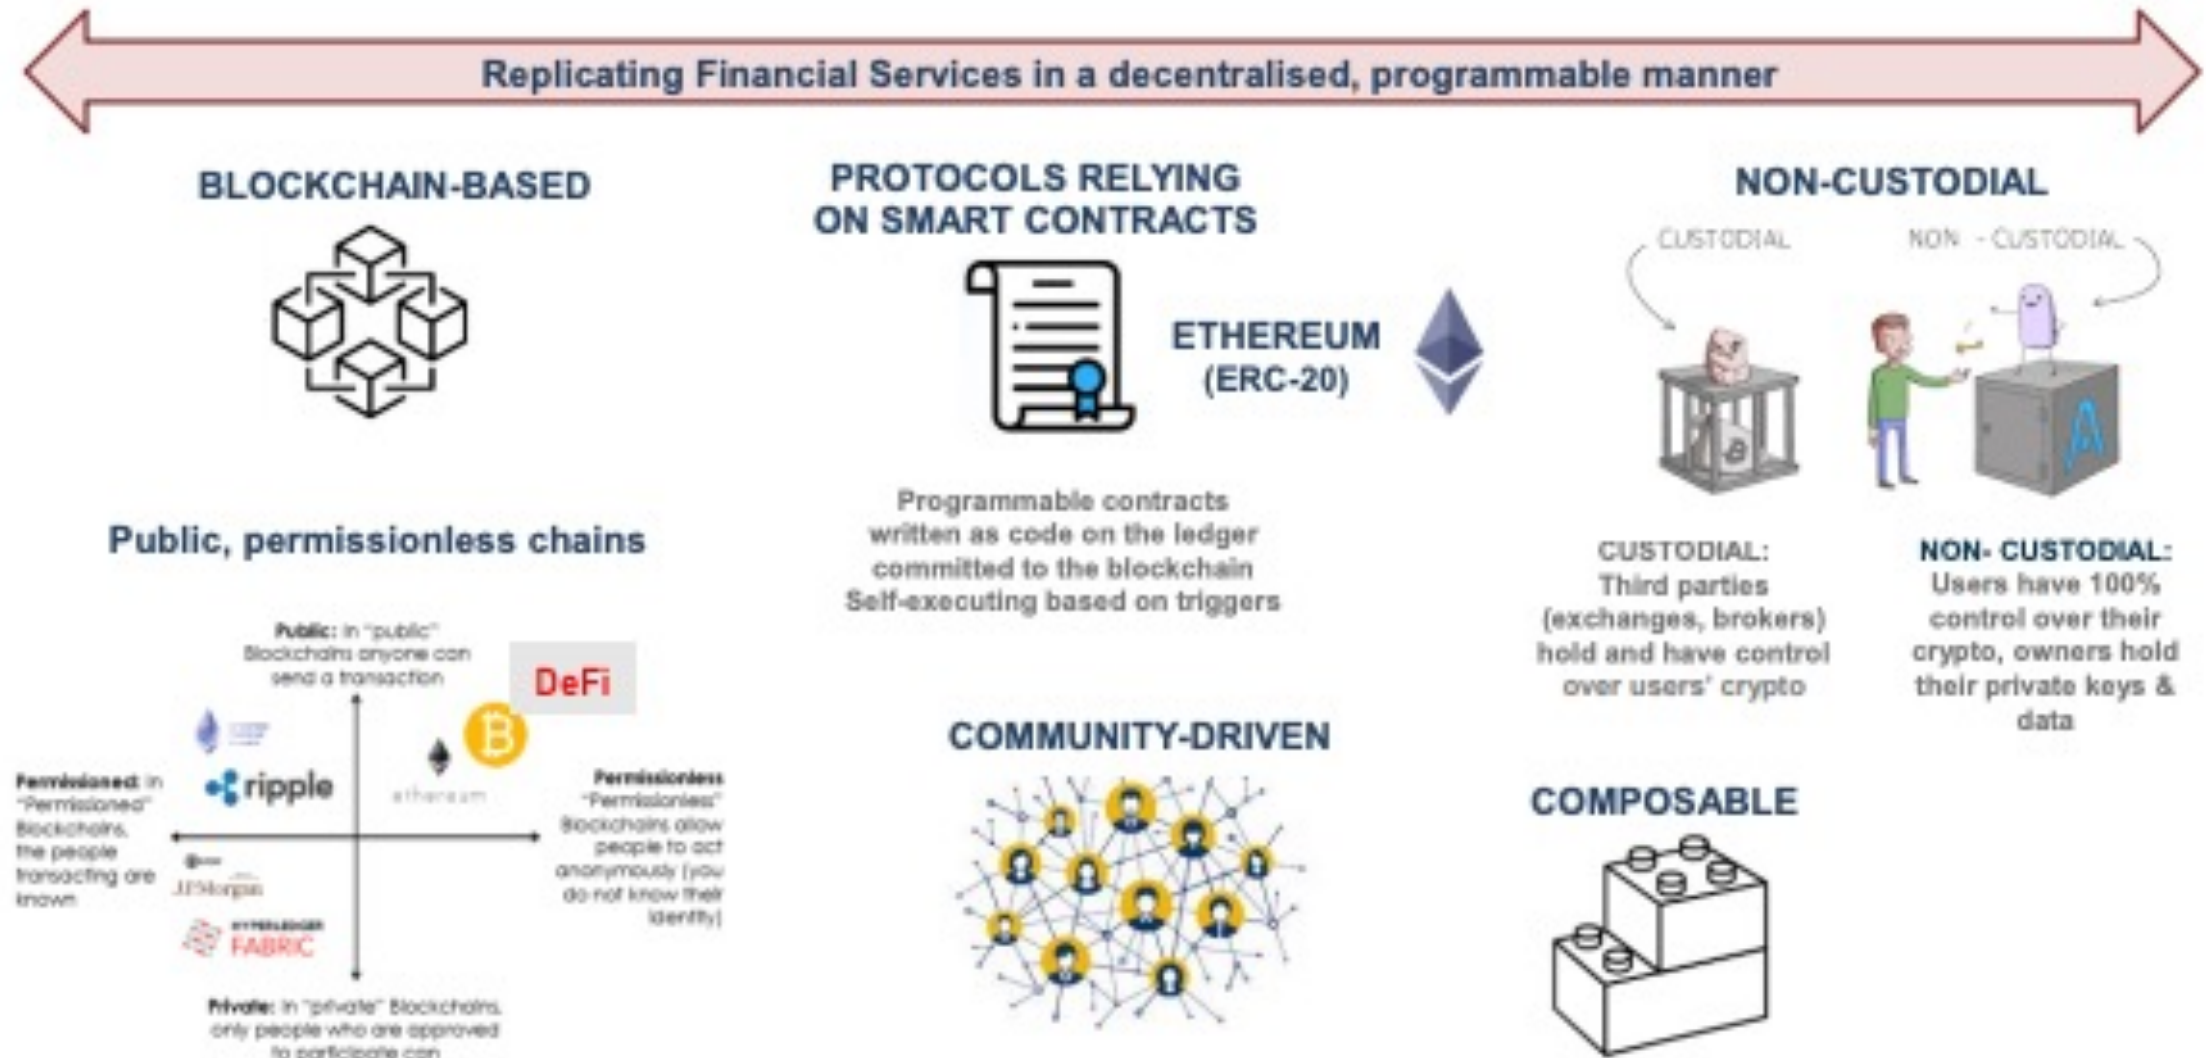 Replicating Financial Services in a decentralised, programmable manner
BLOCKCHAIN-BASED
Public, permissionless chains
Public: In "public"
Blockchains anyone can
send a transaction
DeFi
ripple
ethereum
Permissioned: In
"Permissioned"
Blockchains,
the people
transacting are
known
Permissionless
"Permissionless"
Blockchains allow
people to act
anonymously (you
do not know their
identity)
J.P.Morgan
HYPERLEDGER
FABRIC
Private: In "private" Blockchains,
only people who are approved
to participate can
PROTOCOLS RELYING
ON SMART CONTRACTS
ETHEREUM
(ERC-20)
Programmable contracts
written as code on the ledger
committed to the blockchain
Self-executing based on triggers
COMMUNITY-DRIVEN
NON-CUSTODIAL
CUSTODIAL
NON - CUSTODIAL
CUSTODIAL:
Third parties
(exchanges, brokers)
hold and have control
over users' crypto
NON- CUSTODIAL:
Users have 100%
control over their
crypto, owners hold
their private keys &
data
COMPOSABLE